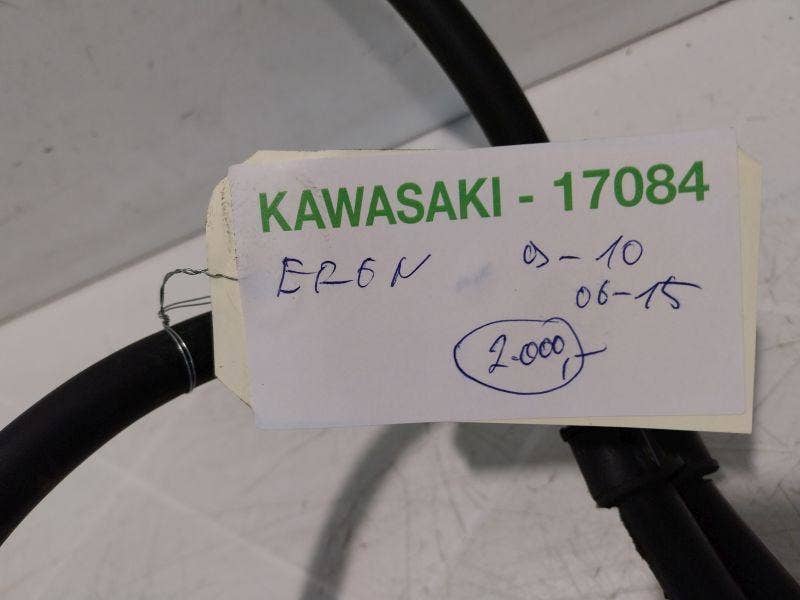 KAWASAKI - 17084
ER6N 09-10
06-15
2.000,-